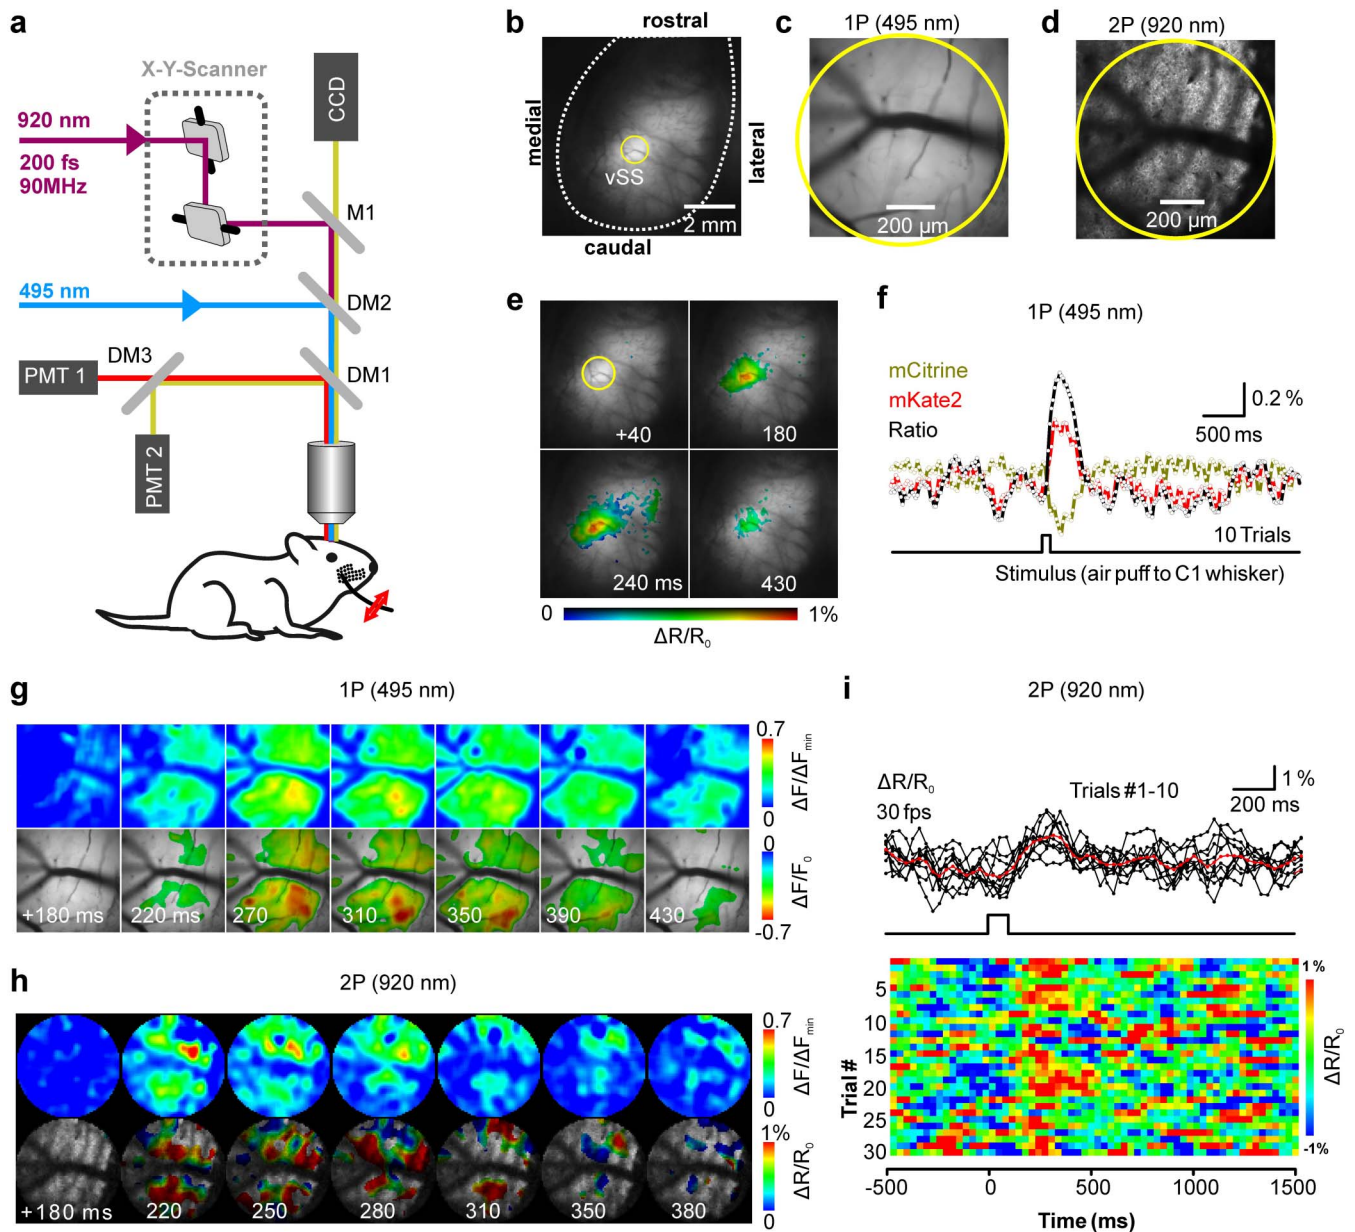 a
X-Y-Scanner
920 nm
200 fs
90MHz
CCD
M1
495 nm
DM2
DM3
PMT 1
DM1
PMT 2
b
rostral
medial
lateral
vSS
2 mm
caudal
c
1P (495 nm)
200 µm
d
2P (920 nm)
200 µm
e
+40
180
240 ms
430
0
1%
ΔR/R₀
f
1P (495 nm)
mCitrine
mKate2
Ratio
0.2 %
500 ms
10 Trials
Stimulus (air puff to C1 whisker)
g
1P (495 nm)
0.7
ΔF/ΔFmin
0
0
ΔF/F₀
-0.7
+180 ms
220 ms
270
310
350
390
430
h
2P (920 nm)
0.7
ΔF/ΔFmin
0
1%
ΔR/R₀
0
+180 ms
220
250
280
310
350
380
i
2P (920 nm)
ΔR/R₀
30 fps
Trials #1-10
1 %
200 ms
5
10
15
20
25
30
Trial #
1%
ΔR/R₀
-1%
-500
0
500
1000
1500
Time (ms)